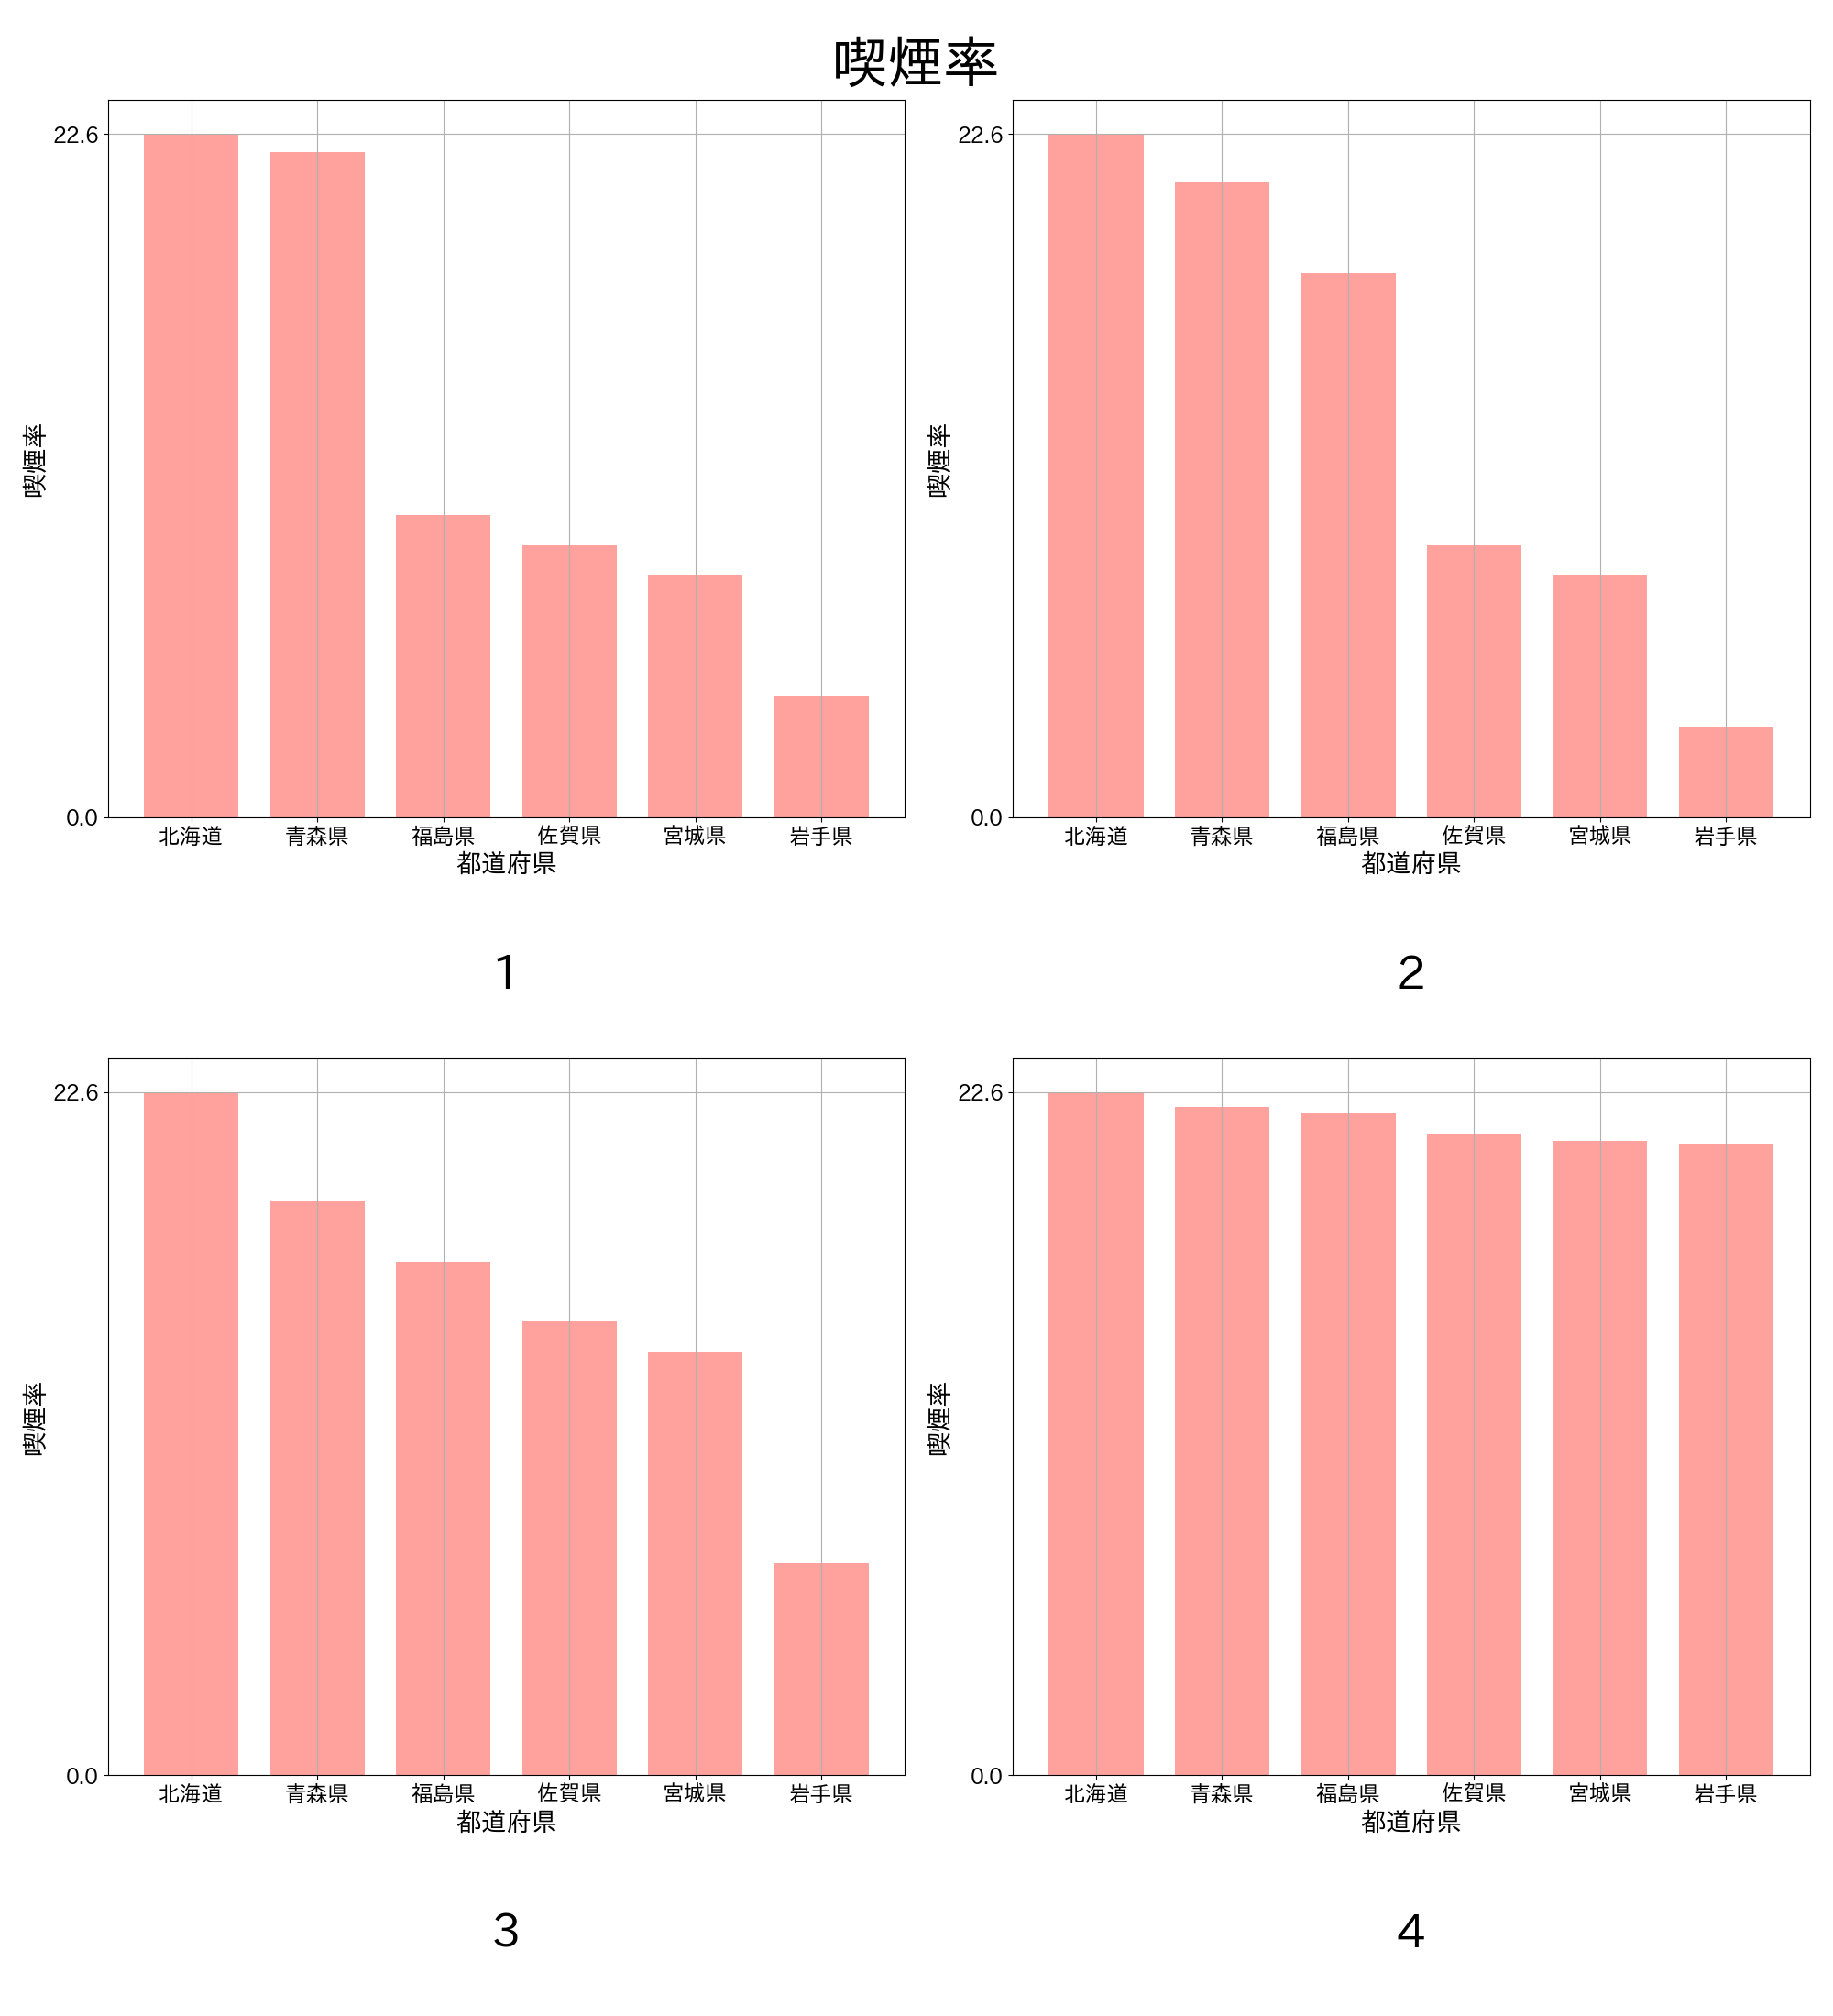 喫煙率
22.6
喫煙率
0.0
北海道 青森県 福島県 佐賀県 宮城県 岩手県
都道府県
1
22.6
喫煙率
0.0
北海道 青森県 福島県 佐賀県 宮城県 岩手県
都道府県
2
22.6
喫煙率
0.0
北海道 青森県 福島県 佐賀県 宮城県 岩手県
都道府県
3
22.6
喫煙率
0.0
北海道 青森県 福島県 佐賀県 宮城県 岩手県
都道府県
4